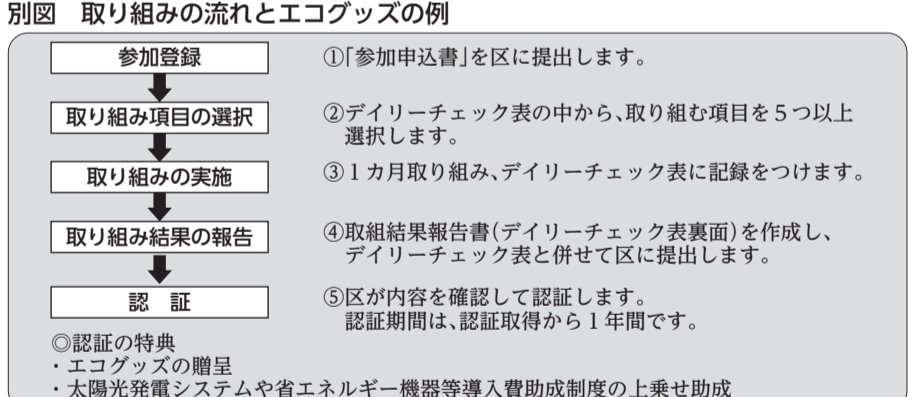 別図 取り組みの流れとエコグッズの例
参加登録
①「参加申込書」を区に提出します。
取り組み項目の選択
②デイリーチェック表の中から、取り組む項目を5つ以上
選択します。
取り組みの実施
③1カ月取り組み、デイリーチェック表に記録をつけます。
取り組み結果の報告
④取組結果報告書(デイリーチェック表裏面)を作成し、
デイリーチェック表と併せて区に提出します。
認 証
⑤区が内容を確認して認証します。
認証期間は、認証取得から1年間です。
◎認証の特典
・エコグッズの贈呈
・太陽光発電システムや省エネルギー機器等導入費助成制度の上乗せ助成